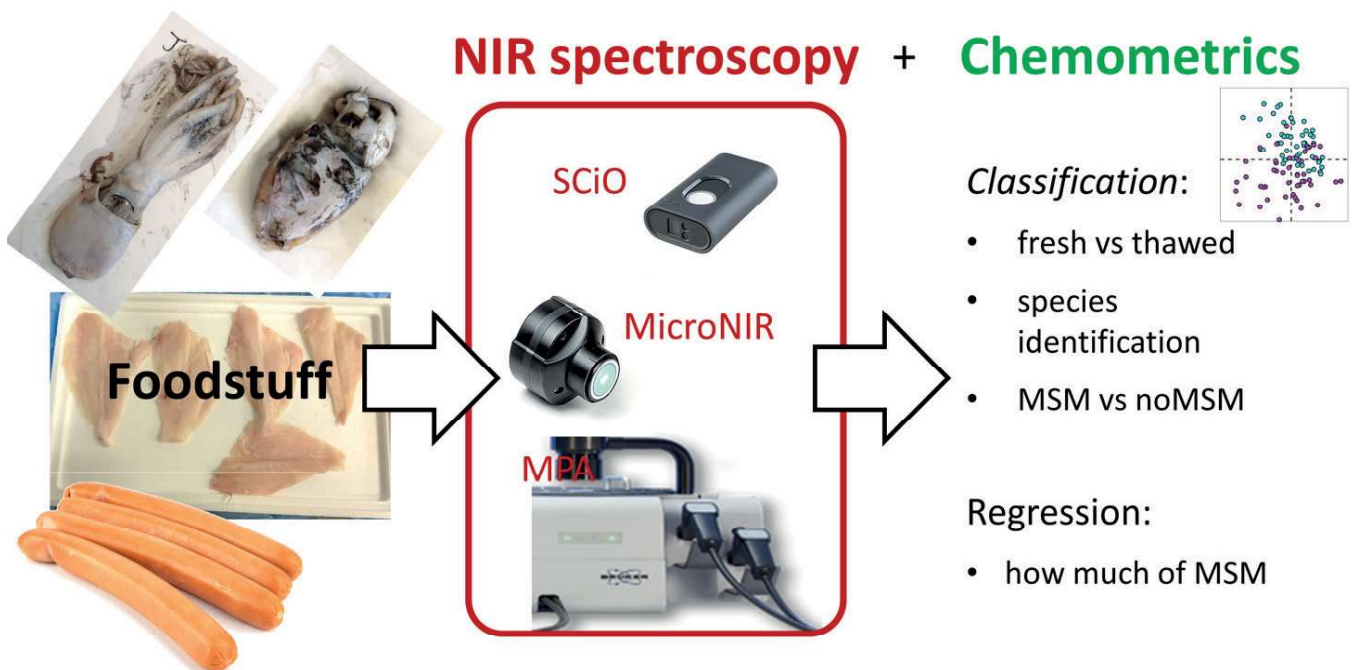 NIR spectroscopy + Chemometrics
SCiO
MicroNIR
MPA
BRUKER
Foodstuff
Classification:
• fresh vs thawed
• species
identification
• MSM vs noMSM
Regression:
• how much of MSM